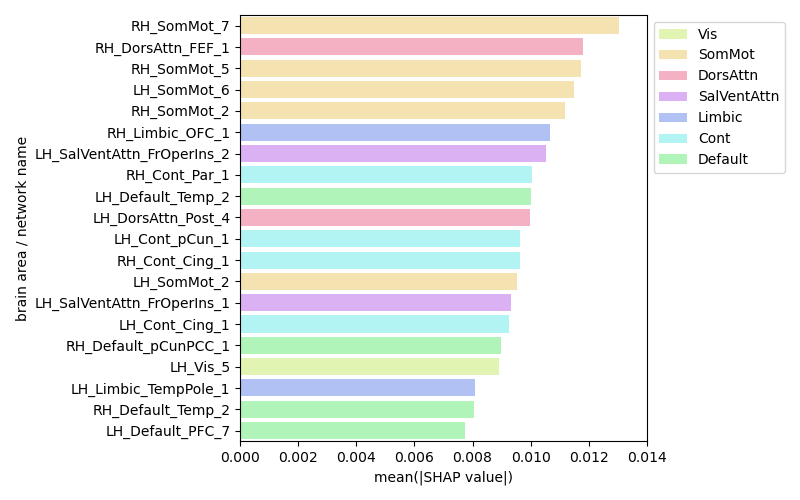 RH_SomMot_7
RH_DorsAttn_FEF_1
RH_SomMot_5
LH_SomMot_6
RH_SomMot_2
RH_Limbic_OFC_1
LH_SalVentAttn_FrOperIns_2
RH_Cont_Par_1
LH_Default_Temp_2
LH_DorsAttn_Post_4
LH_Cont_pCun_1
RH_Cont_Cing_1
LH_SomMot_2
LH_SalVentAttn_FrOperIns_1
LH_Cont_Cing_1
RH_Default_pCunPCC_1
LH_Vis_5
LH_Limbic_TempPole_1
RH_Default_Temp_2
LH_Default_PFC_7
brain area / network name
0.000 0.002 0.004 0.006 0.008 0.010 0.012 0.014
mean(|SHAP value|)
Vis
SomMot
DorsAttn
SalVentAttn
Limbic
Cont
Default